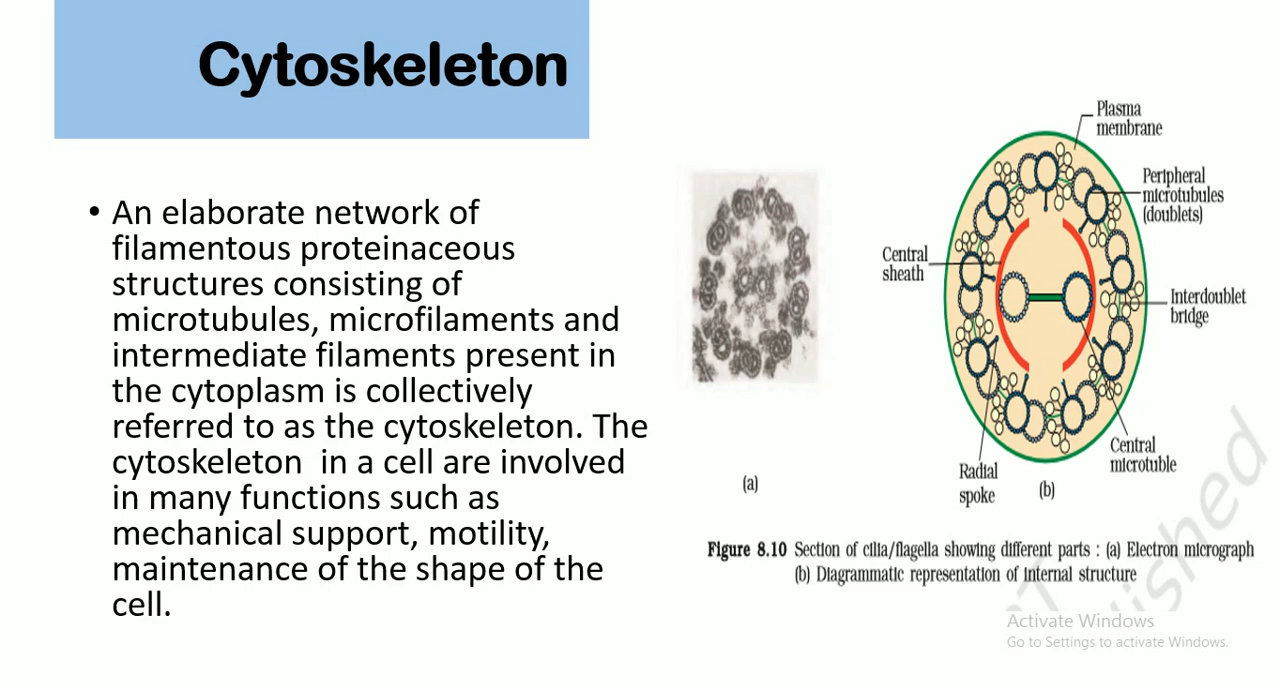 Cytoskeleton
• An elaborate network of
filamentous proteinaceous
structures consisting of
microtubules, microfilaments and
intermediate filaments present in
the cytoplasm is collectively
referred to as the cytoskeleton. The
cytoskeleton  in a cell are involved
in many functions such as
mechanical support, motility,
maintenance of the shape of the
cell.
Plasma
membrane
Peripheral
microtubules
(doublets)
Central
sheath
Interdoublet
bridge
Central
microtuble
Radial
spoke
(a)
(b)
Figure 8.10 Section of cilia/flagella showing different parts : (a) Electron micrograph
(b) Diagrammatic representation of internal structure
Activate Windows
Go to Settings to activate Windows.